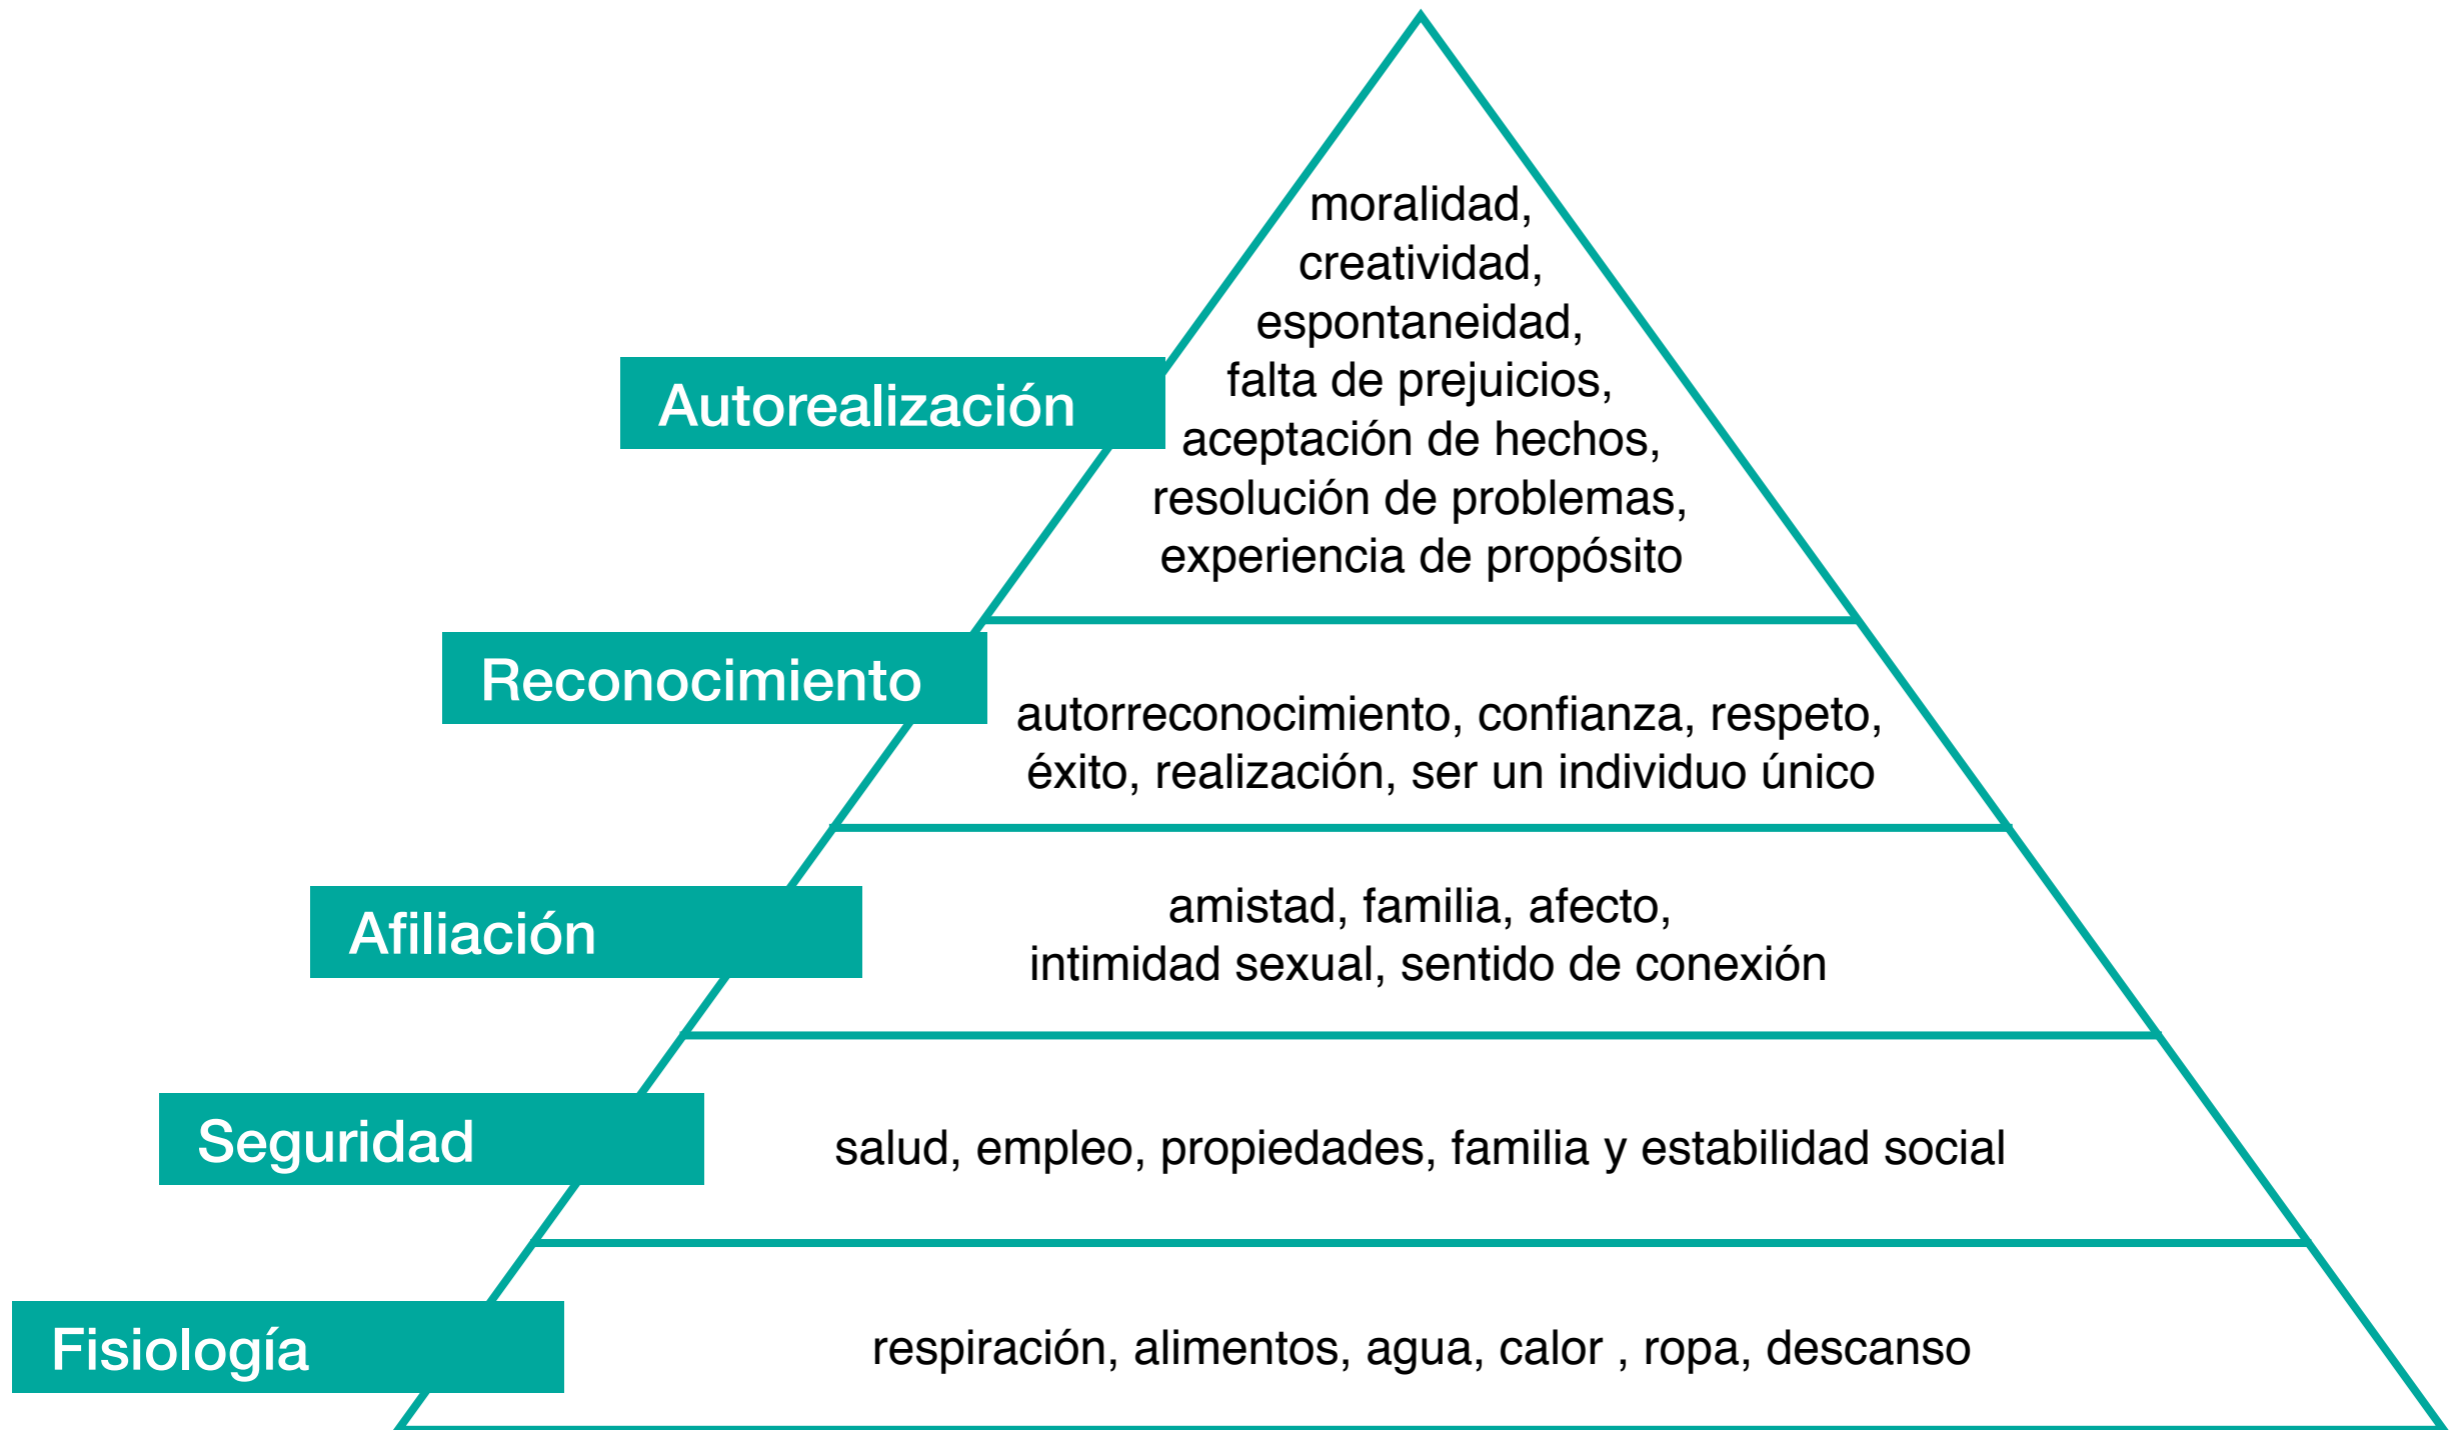 moralidad,
creatividad,
espontaneidad,
falta de prejuicios,
Autorealización
aceptación de hechos,
resolución de problemas,
experiencia de propósito
Reconocimiento
autorreconocimiento, confianza, respeto,
éxito, realización, ser un individuo único
Afiliación
amistad, familia, afecto,
intimidad sexual, sentido de conexión
Seguridad
salud, empleo, propiedades, familia y estabilidad social
Fisiología
respiración, alimentos, agua, calor , ropa, descanso